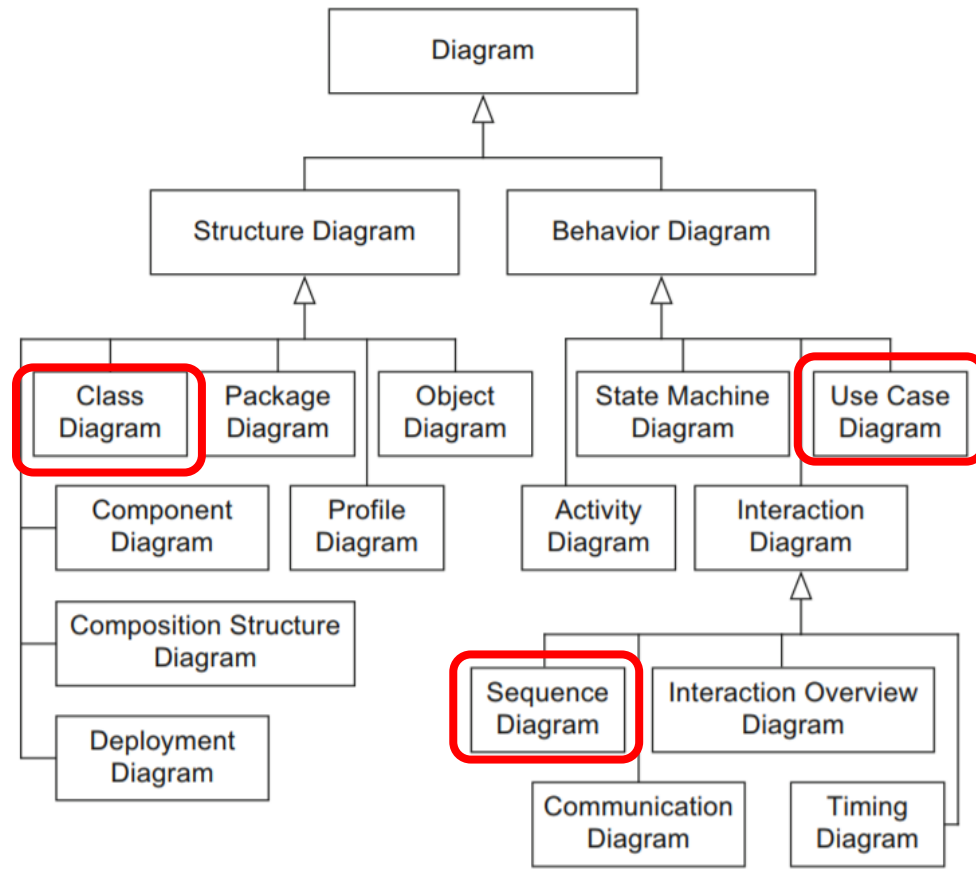 Diagram
Structure Diagram
Behavior Diagram
Class
Diagram
Package
Diagram
Object
Diagram
State Machine
Diagram
Use Case
Diagram
Component
Diagram
Profile
Diagram
Activity
Diagram
Interaction
Diagram
Composition Structure
Diagram
Sequence
Diagram
Interaction Overview
Diagram
Deployment
Diagram
Communication
Diagram
Timing
Diagram